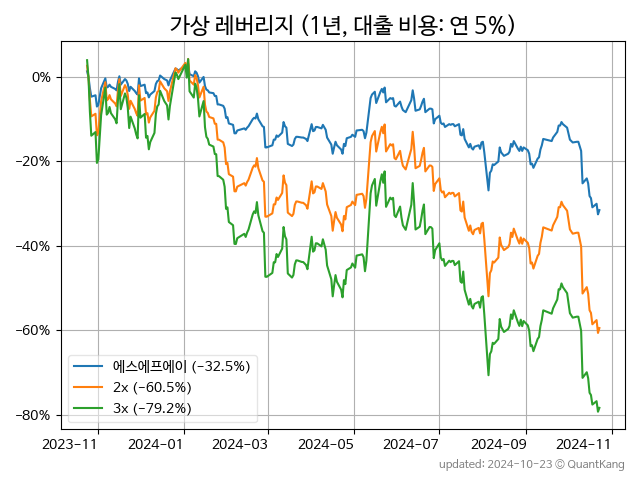 가상 레버리지 (1년, 대출 비용: 연 5%)
0%
−20%
−40%
−60%
−80%
에스에프에이 (−32.5%)
2x (−60.5%)
3x (−79.2%)
2023−11 2024−01 2024−03 2024−05 2024−07 2024−09 2024−11
updated: 2024-10-23 © QuantKang